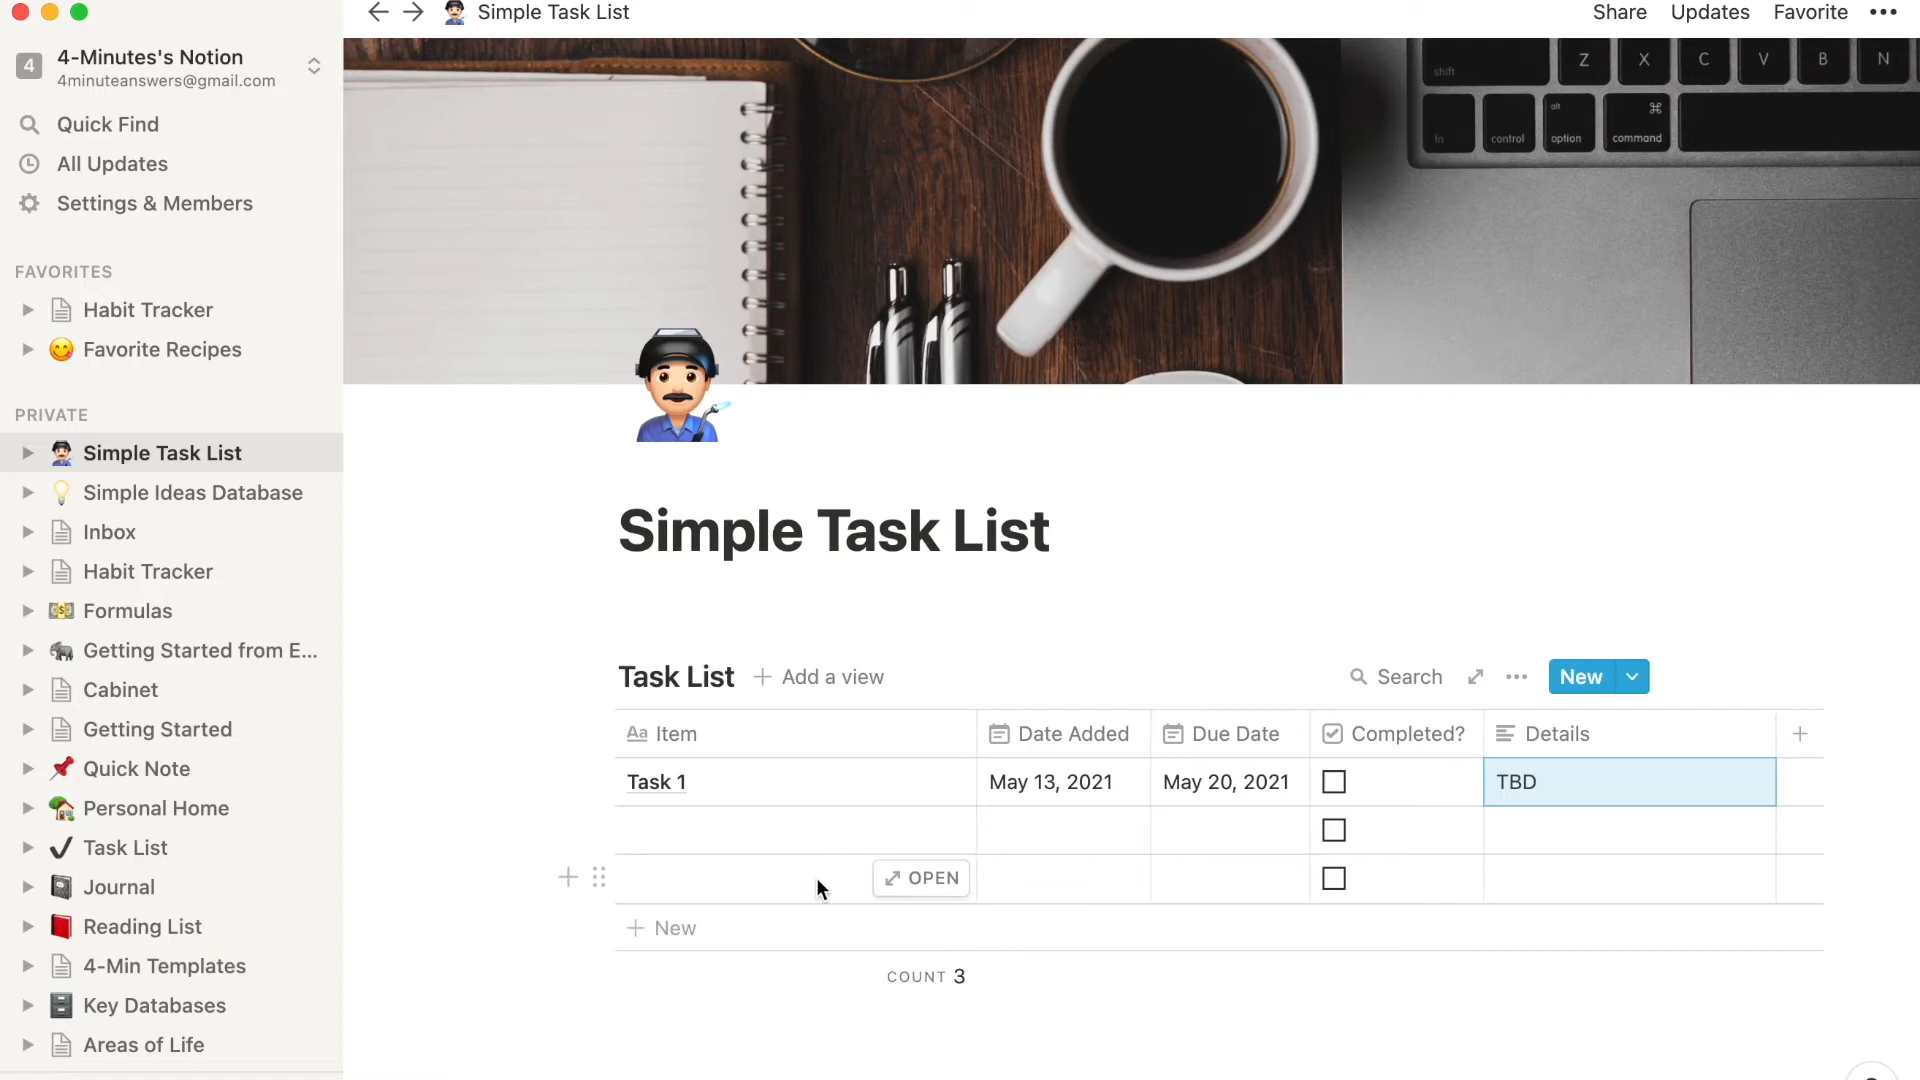 Simple Task List
Share Updates Favorite
4 4-Minutes's Notion
4minuteanswers@gmail.com
Quick Find
All Updates
Settings & Members
FAVORITES
Habit Tracker
Favorite Recipes
PRIVATE
Simple Task List
Simple Ideas Database
Inbox
Habit Tracker
Formulas
Getting Started from E...
Cabinet
Getting Started
Quick Note
Personal Home
Task List
Journal
Reading List
4-Min Templates
Key Databases
Areas of Life
shift Z X C V B N
fn control alt option ⌘ command
Simple Task List
Task List + Add a view Search ••• New
Aa Item Date Added Due Date Completed? Details +
Task 1 May 13, 2021 May 20, 2021 TBD
OPEN
+ New
COUNT 3